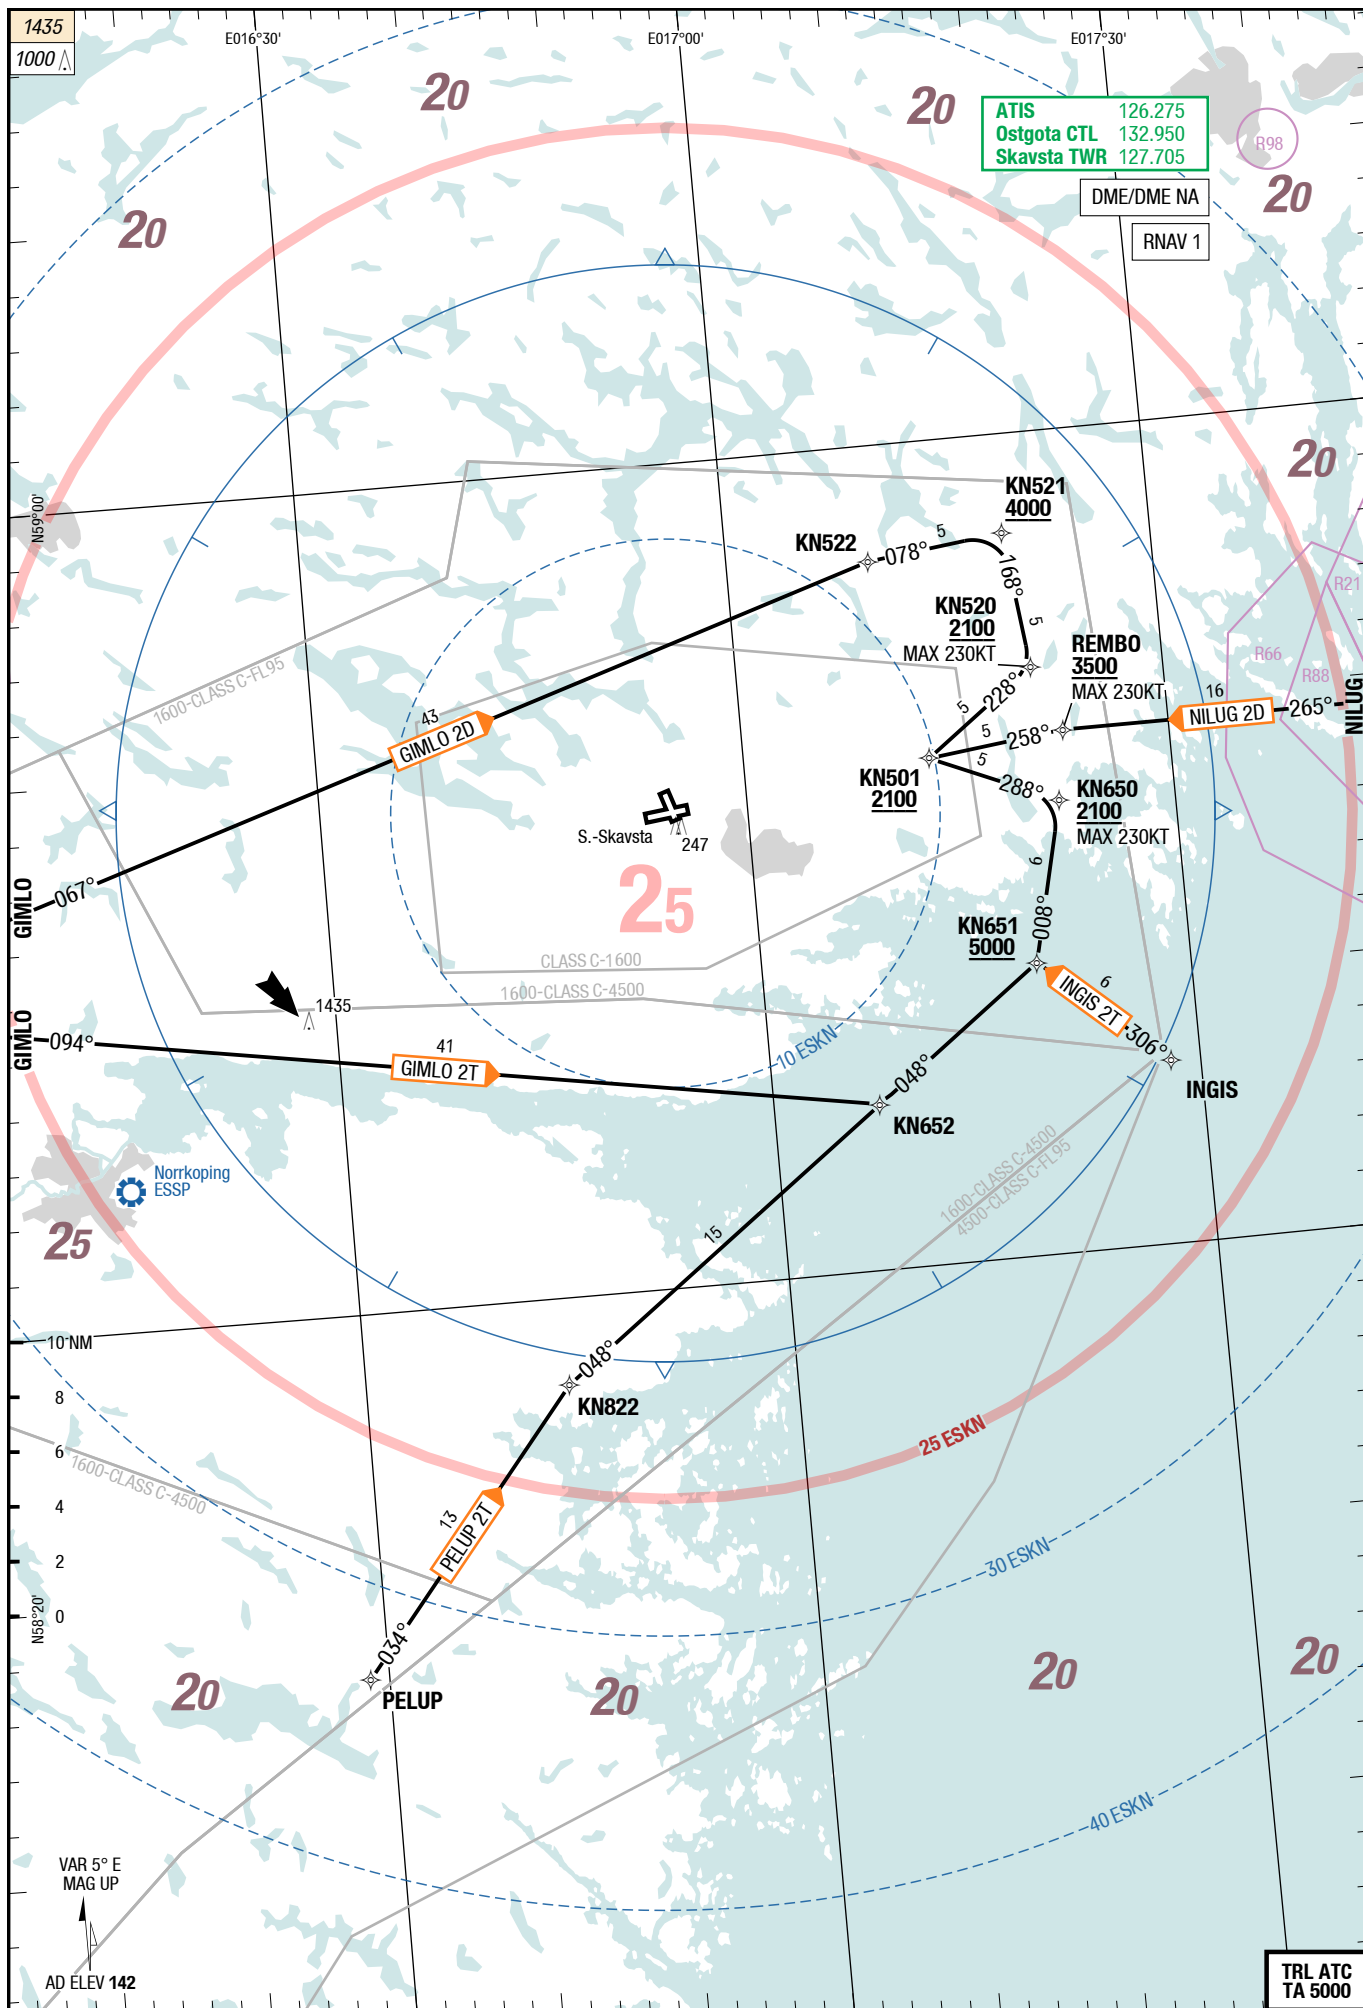 1435
1000
E016°30'
E017°00'
E017°30'
20
20
20
20
ATIS 126.275
Ostgota CTL 132.950
Skavsta TWR 127.705
R98
DME/DME NA
RNAV 1
20
N59°00'
KN521
4000
KN522
078°
5
168°
5
KN520
2100
MAX 230KT
REMBO
3500
MAX 230KT
R21
R66
R88
1600-CLASS C-FL95
43
GIMLO 2D
228°
5
16
NILUG 2D
265°
NILUG
258°
5
KN501
2100
288°
5
KN650
2100
MAX 230KT
S.-Skavsta
247
25
067°
GIMLO
9
008°
KN651
5000
CLASS C-1600
1600-CLASS C-4500
1435
6
INGIS 2T
306°
INGIS
GIMLO
094°
41
GIMLO 2T
10 ESKN
048°
KN652
Norrkoping
ESSP
25
1600-CLASS C-4500
4500-CLASS C-FL95
15
10 NM
8
6
4
2
0
048°
KN822
25 ESKN
1600-CLASS C-4500
13
PELUP 2T
30 ESKN
N58°20'
034°
PELUP
20
20
20
20
40 ESKN
VAR 5° E
MAG UP
AD ELEV 142
TRL ATC
TA 5000